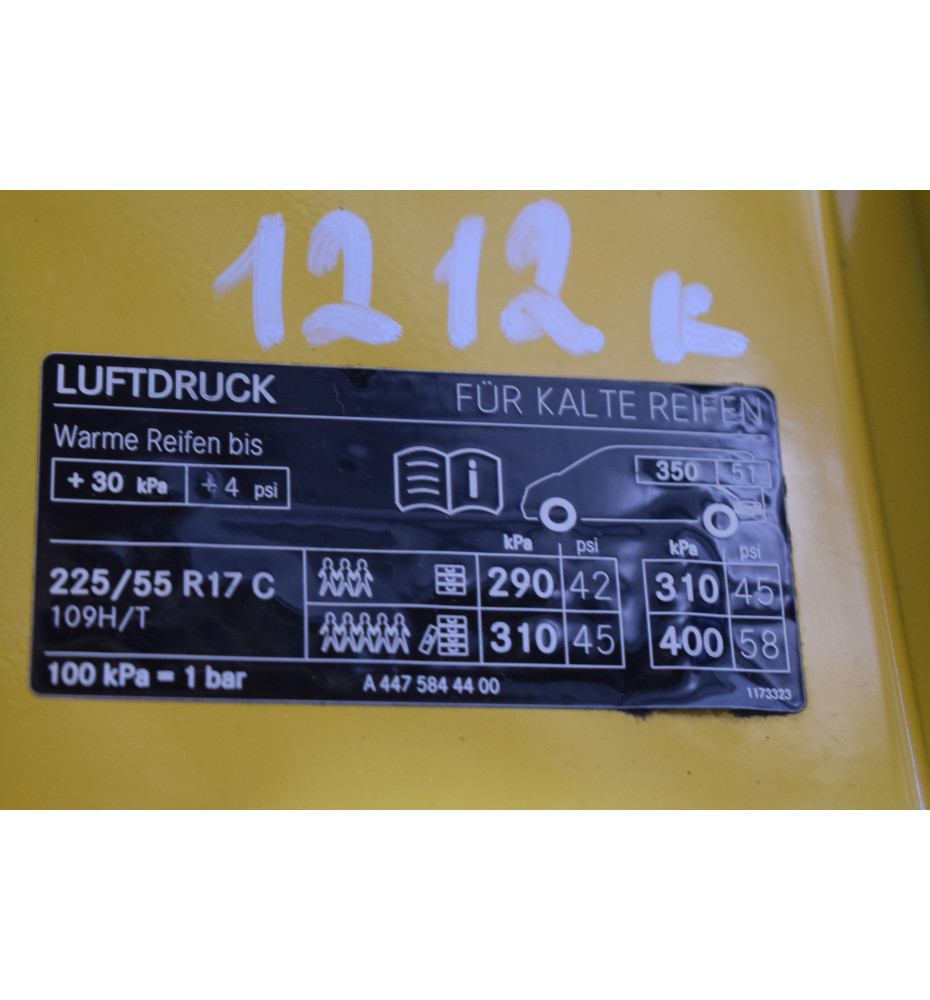 1212 k
LUFTDRUCK FÜR KALTE REIFEN
Warme Reifen bis
+ 30 kPa + 4 psi
350 51
kPa psi kPa psi
225/55 R17 C 290 42 310 45
109H/T 310 45 400 58
100 kPa = 1 bar A 447 584 44 00 1173323